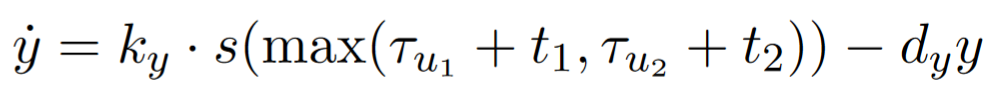 ẏ = k_y · s(max(τ_{u_1} + t_1, τ_{u_2} + t_2)) − d_y y